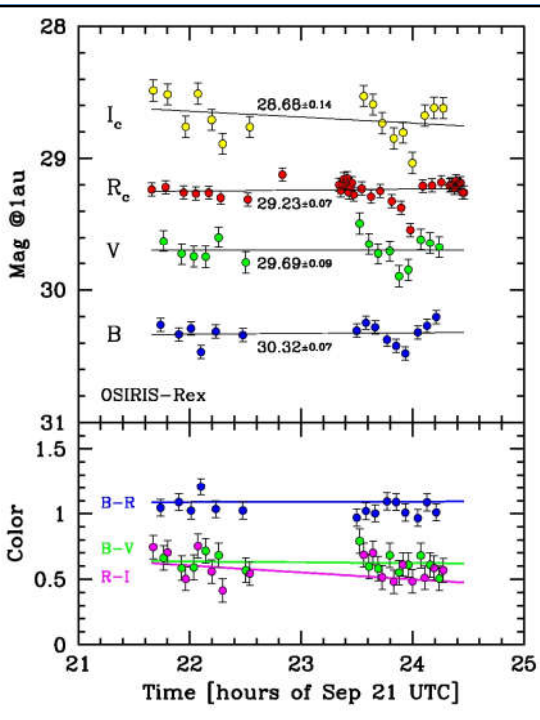 28
I_c
28.68±0.14
29
R_c
29.23±0.07
Mag @1au
V
29.69±0.09
30
B
30.32±0.07
OSIRIS-Rex
31
1.5
B-R
1
Color
B-V
0.5
R-I
0
21 22 23 24 25
Time [hours of Sep 21 UTC]